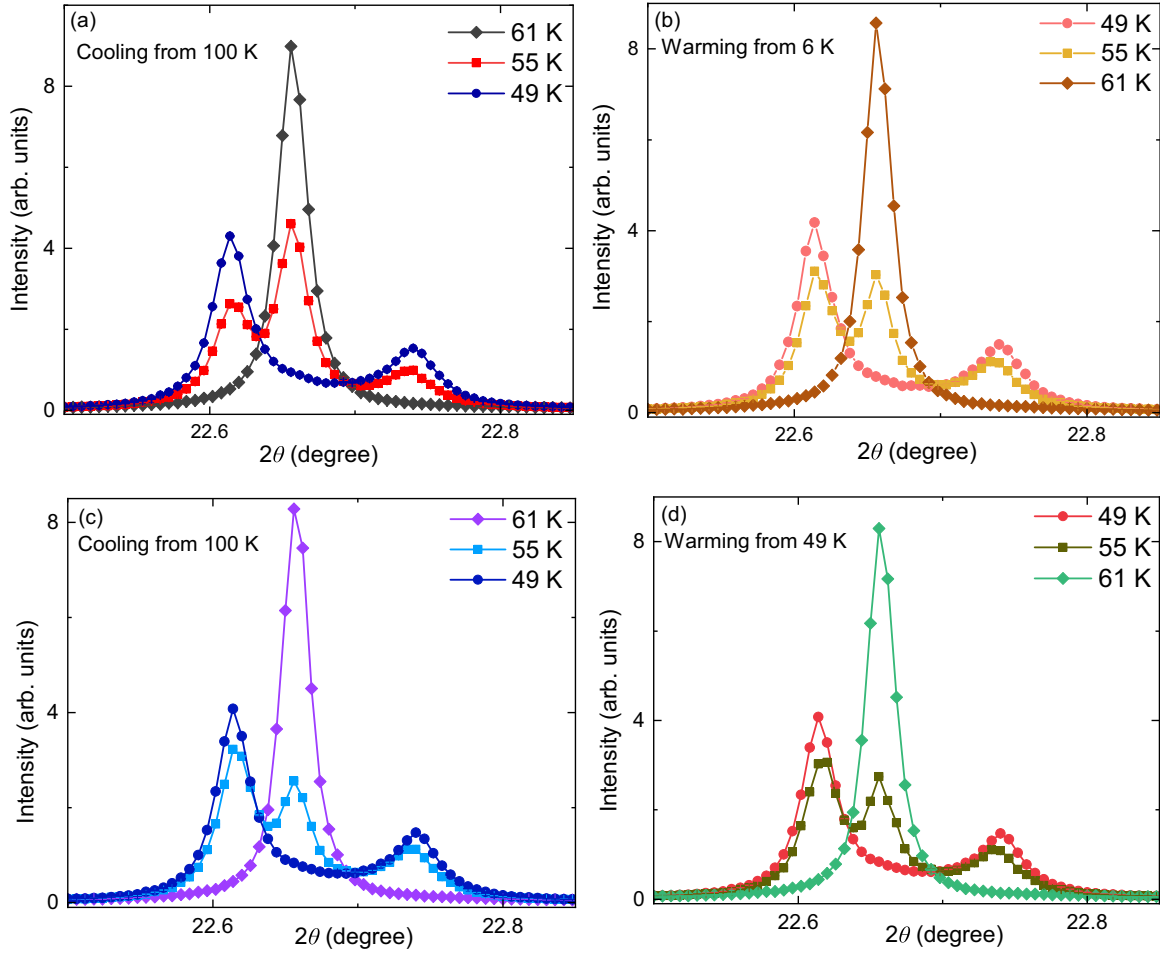 (a)
Cooling from 100 K
61 K
55 K
49 K
Intensity (arb. units)
8
4
0
22.6
22.8
2θ (degree)
(b)
Warming from 6 K
49 K
55 K
61 K
Intensity (arb. units)
8
4
0
22.6
22.8
2θ (degree)
(c)
Cooling from 100 K
61 K
55 K
49 K
Intensity (arb. units)
8
4
0
22.6
22.8
2θ (degree)
(d)
Warming from 49 K
49 K
55 K
61 K
Intensity (arb. units)
8
4
0
22.6
22.8
2θ (degree)